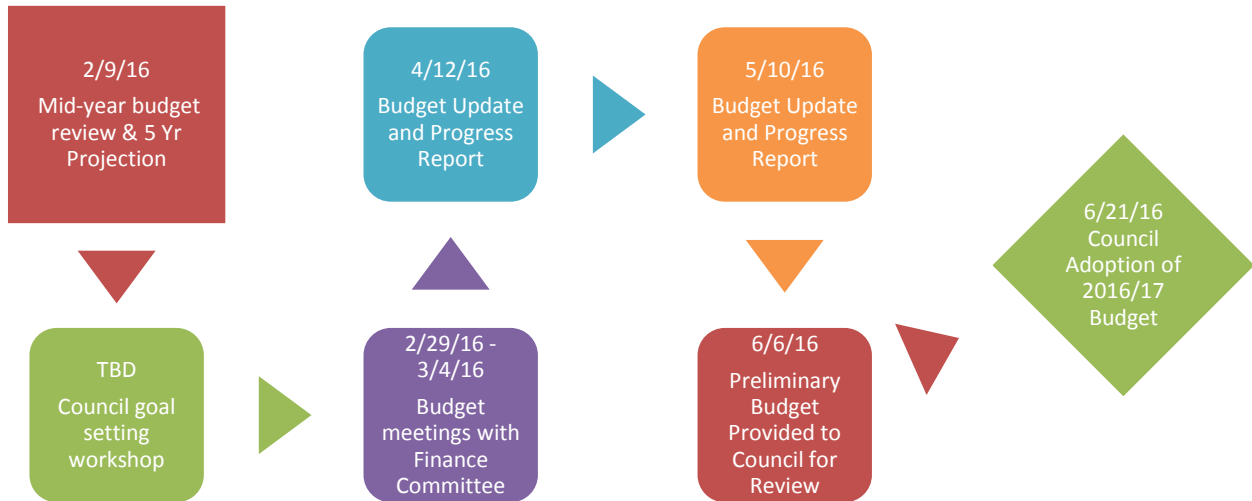 2/9/16
Mid-year budget
review & 5 Yr
Projection
TBD
Council goal
setting
workshop
2/29/16 -
3/4/16
Budget
meetings with
Finance
Committee
4/12/16
Budget Update
and Progress
Report
5/10/16
Budget Update
and Progress
Report
6/6/16
Preliminary
Budget
Provided to
Council for
Review
6/21/16
Council
Adoption of
2016/17
Budget